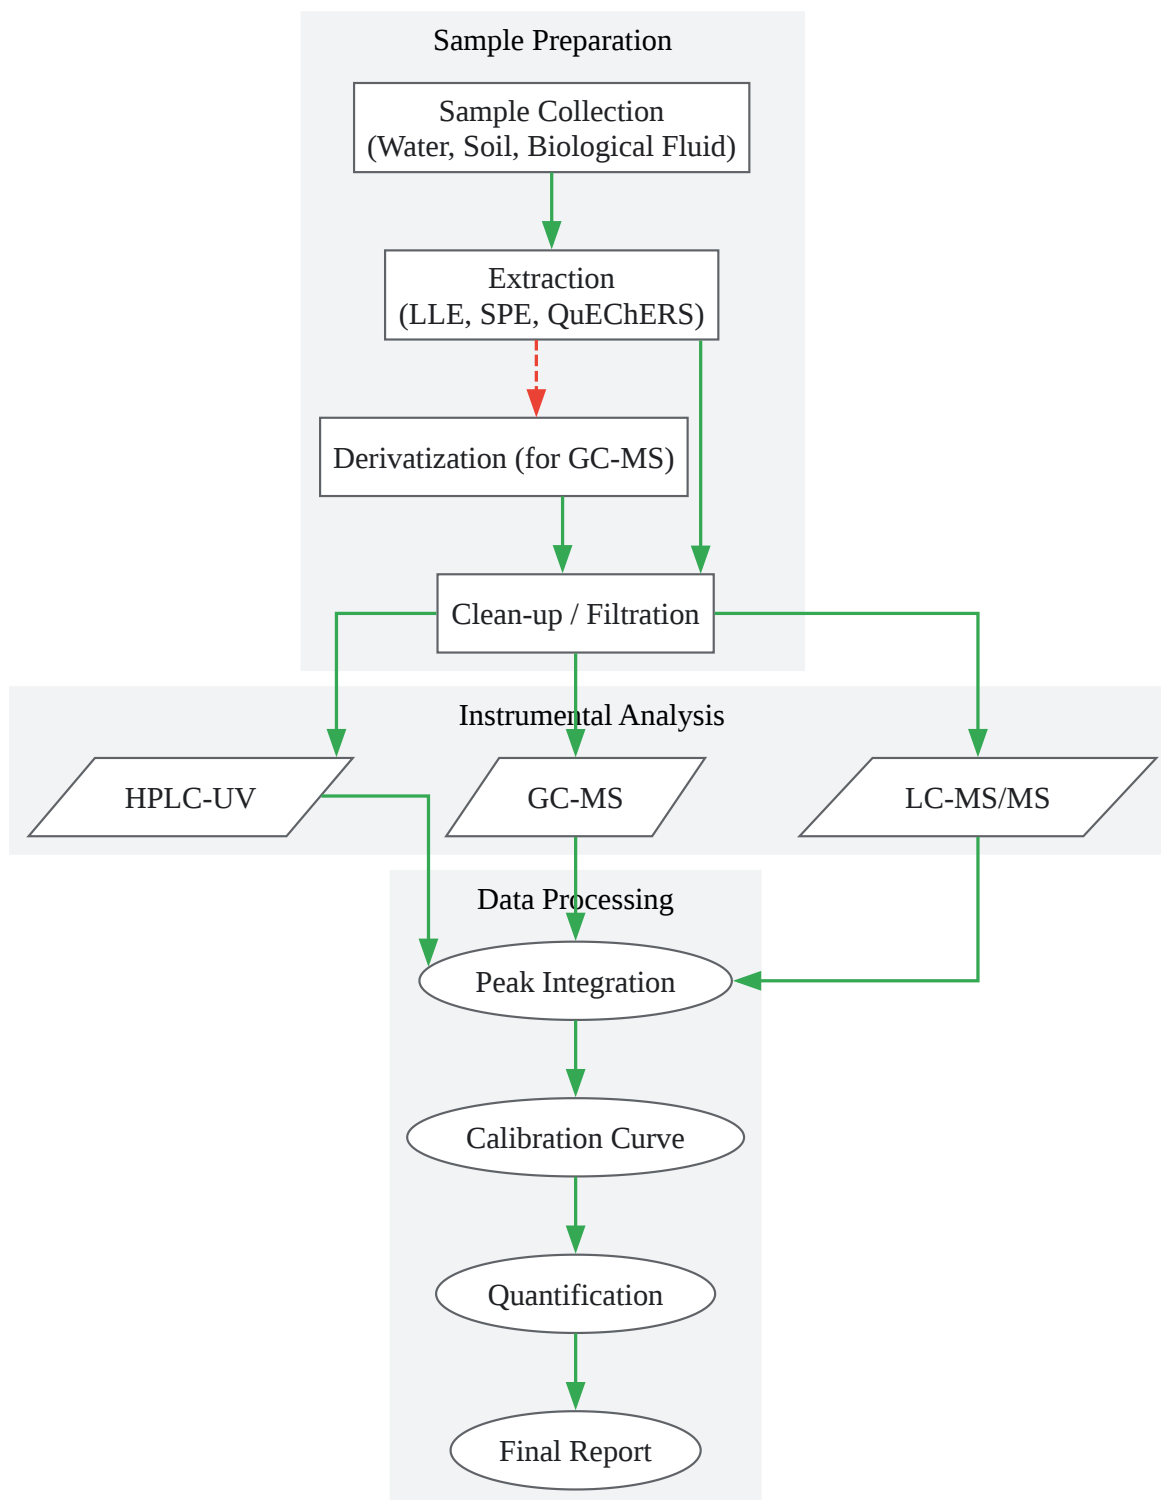 Sample Preparation
Sample Collection
(Water, Soil, Biological Fluid)
Extraction
(LLE, SPE, QuEChERS)
Derivatization (for GC-MS)
Clean-up / Filtration
Instrumental Analysis
HPLC-UV
GC-MS
LC-MS/MS
Data Processing
Peak Integration
Calibration Curve
Quantification
Final Report